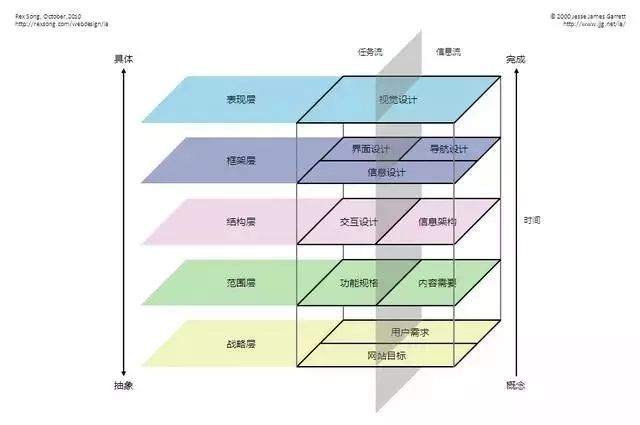 Rex Song, October, 2010
http://rexsong.com/webdesign/ia
© 2000 Jesse James Garrett
http://www.jjg.net/ia/
任务流 信息流
具体 完成
表现层 视觉设计
界面设计 导航设计
框架层 信息设计
结构层 交互设计 信息架构
时间
范围层 功能规格 内容需要
用户需求
战略层 网站目标
抽象 概念